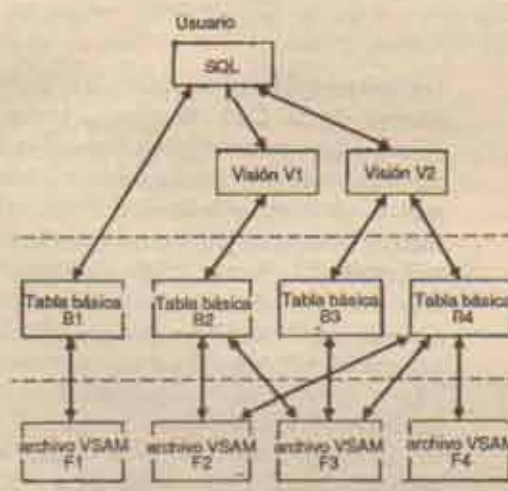 Usuario
SQL
Visión V1
Visión V2
Tabla básica
B1
Tabla básica
B2
Tabla básica
B3
Tabla básica
B4
archivo VSAM
F1
archivo VSAM
F2
archivo VSAM
F3
archivo VSAM
F4